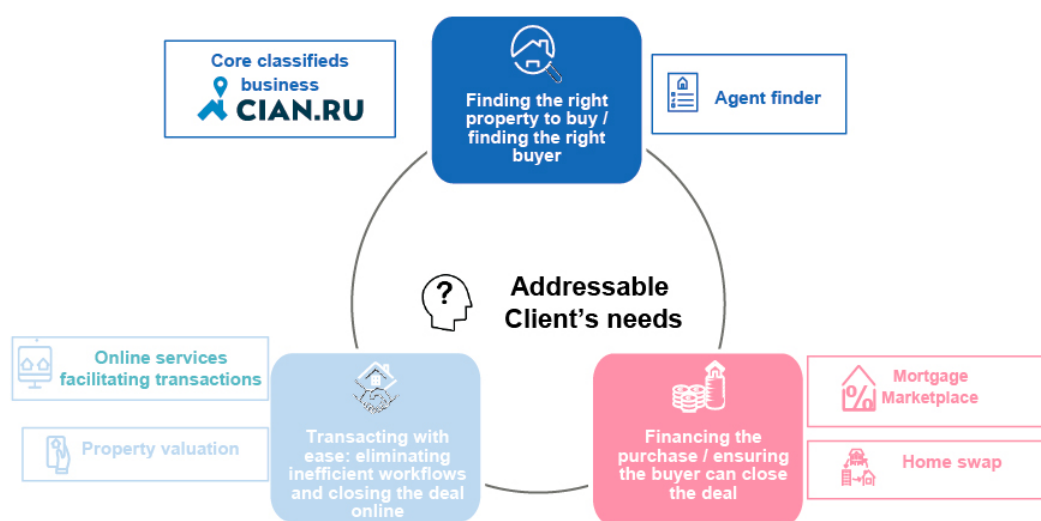 Core classifieds
business
CIAN.RU
Finding the right
property to buy /
finding the right
buyer
Agent finder
?
Addressable
Client’s needs
Online services
facilitating transactions
Property valuation
Transacting with
ease: eliminating
inefficient workflows
and closing the deal
online
Financing the
purchase / ensuring
the buyer can close
the deal
%
Mortgage
Marketplace
Home swap